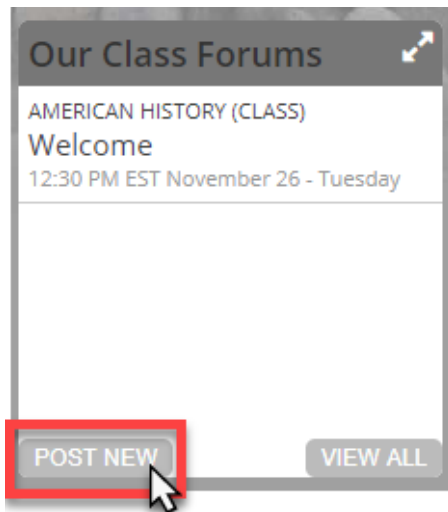 Our Class Forums
AMERICAN HISTORY (CLASS)
Welcome
12:30 PM EST November 26 - Tuesday
POST NEW
VIEW ALL